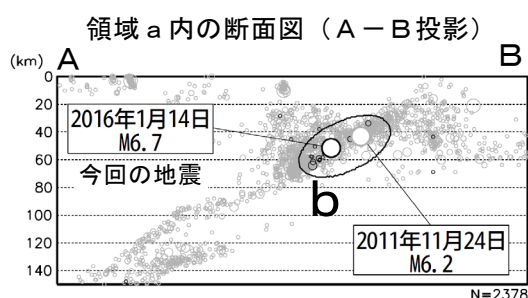 領域ａ内の断面図（Ａ－Ｂ投影）
(km) A B
0
20
40
60
80
100
120
140
2016年1月14日
M6.7
今回の地震
b
2011年11月24日
M6.2
N=2378